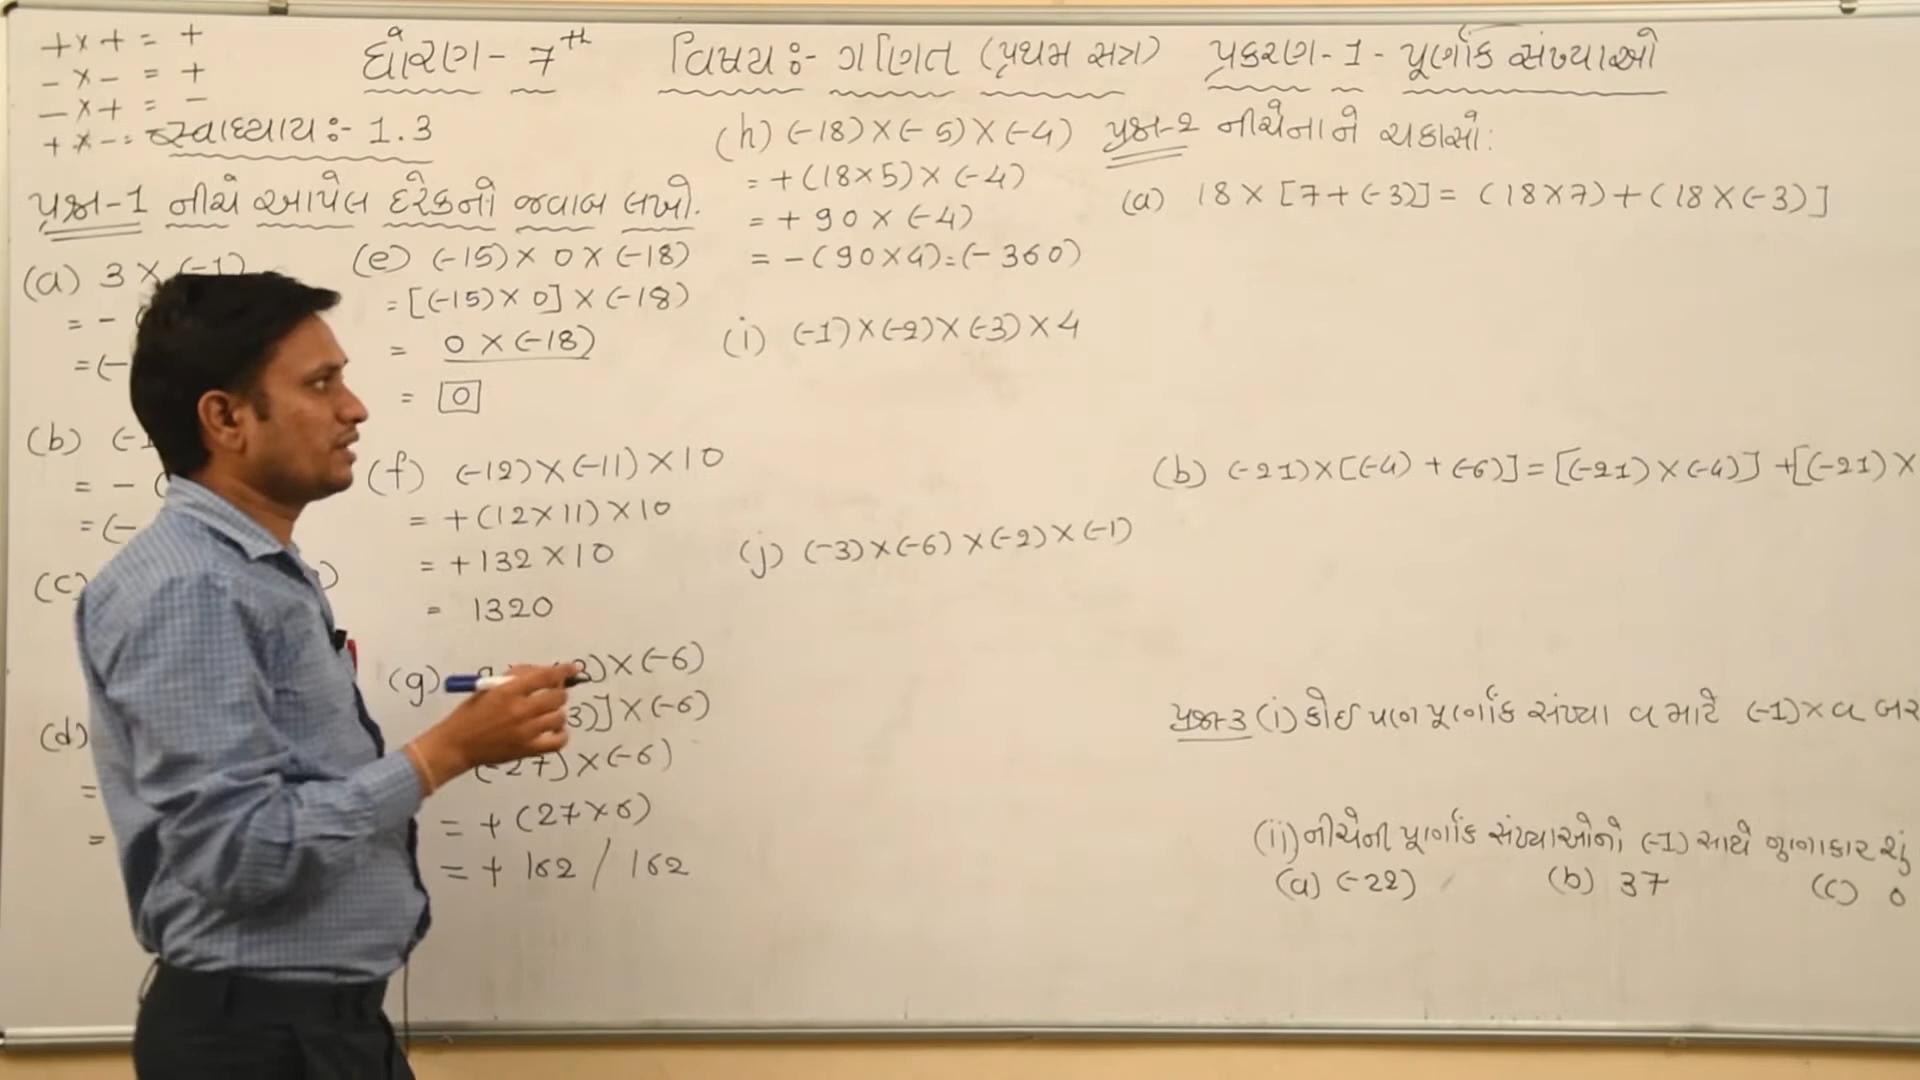 + × + = +
- × - = +
- × + = -
+ × - =
ધોરણ - 7th વિષય :- ગણિત (પ્રથમ સત્ર) પ્રકરણ - 1 - પૂર્ણાંક સંખ્યાઓ
સ્વાધ્યાય :- 1.3
પ્રશ્ન-1 નીચે આપેલ દરેકનો જવાબ લખો.
(a) 3 × (-1)
= -
= (-
(b) (-1
= - (
= (-
(c)
)
(d)
=
=
(e) (-15) × 0 × (-18)
= [(-15) × 0] × (-18)
= 0 × (-18)
= 0
(f) (-12) × (-11) × 10
= + (12 × 11) × 10
= + 132 × 10
= 1320
(g) 3) × (-6)
3)] × (-6)
(-27) × (-6)
= + (27 × 6)
= + 162 / 162
(h) (-18) × (-5) × (-4)
= + (18 × 5) × (-4)
= + 90 × (-4)
= - (90 × 4) = (-360)
(i) (-1) × (-2) × (-3) × 4
(j) (-3) × (-6) × (-2) × (-1)
પ્રશ્ન-2 નીચેનાને ચકાસો :
(a) 18 × [7 + (-3)] = (18 × 7) + (18 × (-3)]
(b) (-21) × [(-4) + (-6)] = [(-21) × (-4)] + [(-21) ×
પ્રશ્ન-3 (i) કોઈ પણ પૂર્ણાંક સંખ્યા a માટે (-1) × a બર
(ii) નીચેની પૂર્ણાંક સંખ્યાઓનો (-1) સાથે ગુણાકાર શું
(a) (-22) (b) 37 (c) 0